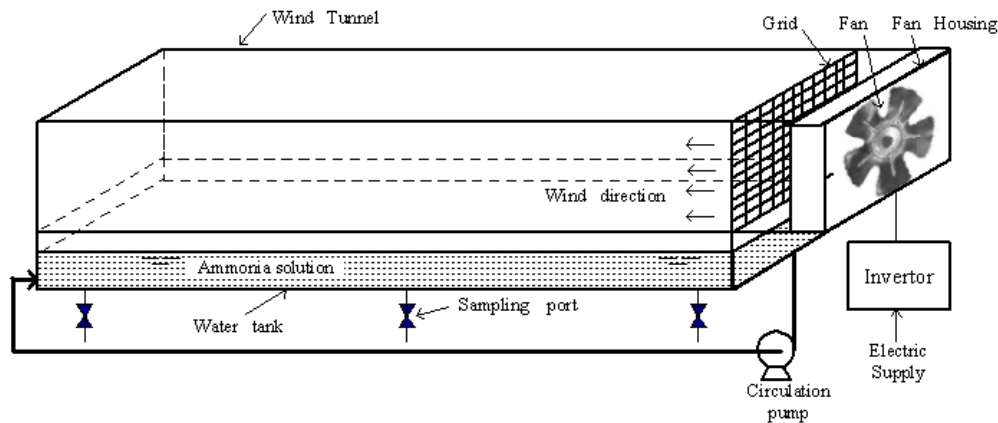 Wind Tunnel
Grid
Fan
Fan Housing
Wind direction
Ammonia solution
Water tank
Sampling port
Invertor
Electric
Supply
Circulation
pump